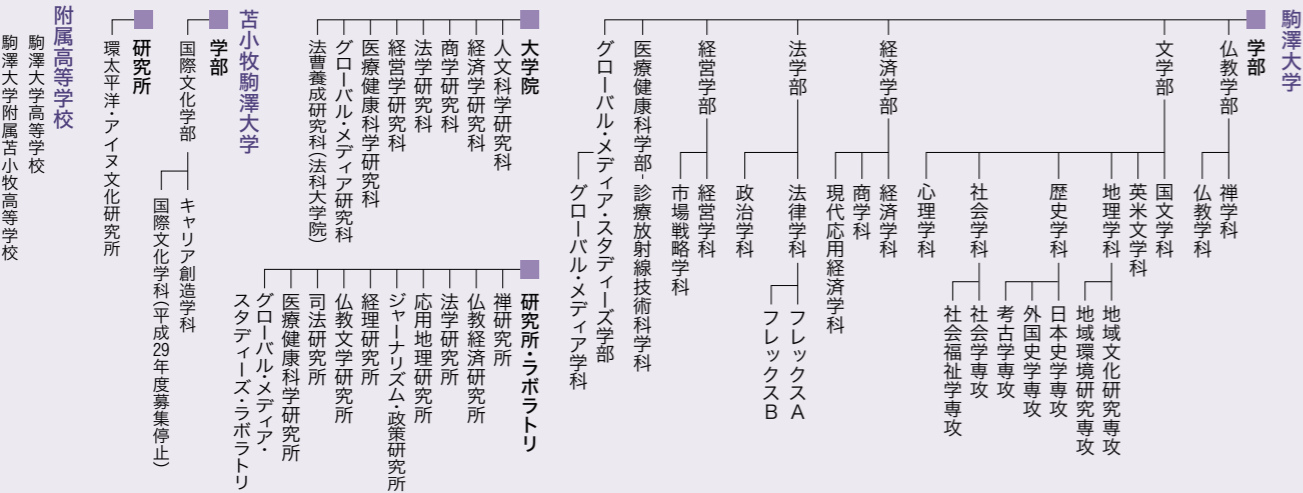 駒澤大学
学部
仏教学部
禅学科
仏教学科
文学部
国文学科
英米文学科
地理学科
地域文化研究専攻
地域環境研究専攻
歴史学科
日本史学専攻
外国史学専攻
考古学専攻
社会学科
社会学専攻
社会福祉学専攻
心理学科
経済学部
経済学科
商学科
現代応用経済学科
法学部
法律学科
フレックスA
フレックスB
政治学科
経営学部
経営学科
市場戦略学科
医療健康科学部
診療放射線技術科学科
グローバル・メディア・スタディーズ学部
グローバル・メディア学科
大学院
人文科学研究科
経済学研究科
商学研究科
法学研究科
経営学研究科
医療健康科学研究科
グローバル・メディア研究科
法曹養成研究科(法科大学院)
研究所・ラボラトリ
禅研究所
仏教経済研究所
法学研究所
応用地理研究所
ジャーナリズム・政策研究所
経理研究所
仏教文学研究所
司法研究所
医療健康科学研究所
グローバル・メディア・
スタディーズ・ラボラトリ
苫小牧駒澤大学
学部
国際文化学部
キャリア創造学科
国際文化学科(平成29年度募集停止)
研究所
環太平洋・アイヌ文化研究所
附属高等学校
駒澤大学高等学校
駒澤大学附属苫小牧高等学校